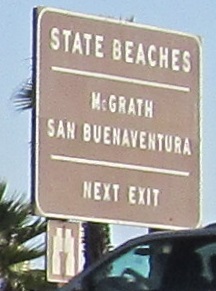 STATE BEACHES
McGRATH
SAN BUENAVENTURA
NEXT EXIT